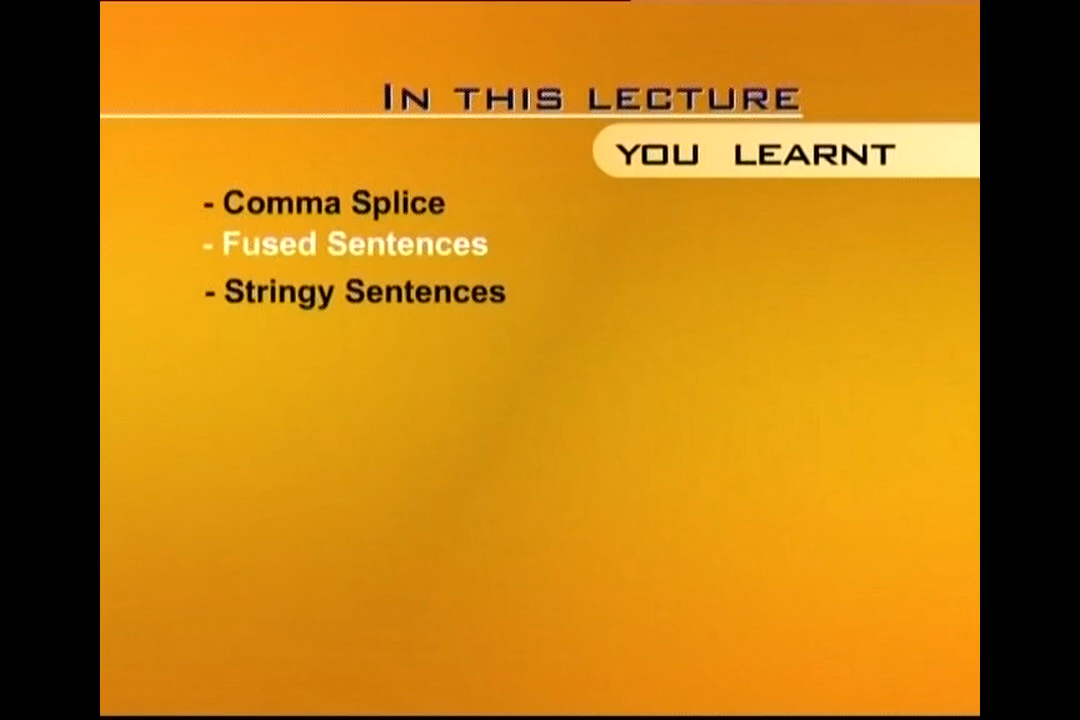 IN THIS LECTURE
YOU LEARNT
- Comma Splice
- Fused Sentences
- Stringy Sentences